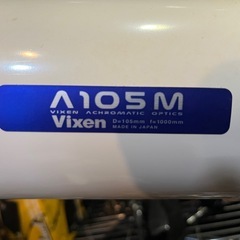 A105M
VIXEN ACHROMATIC OPTICS
Vixen D=105mm f=1000mm
MADE IN JAPAN